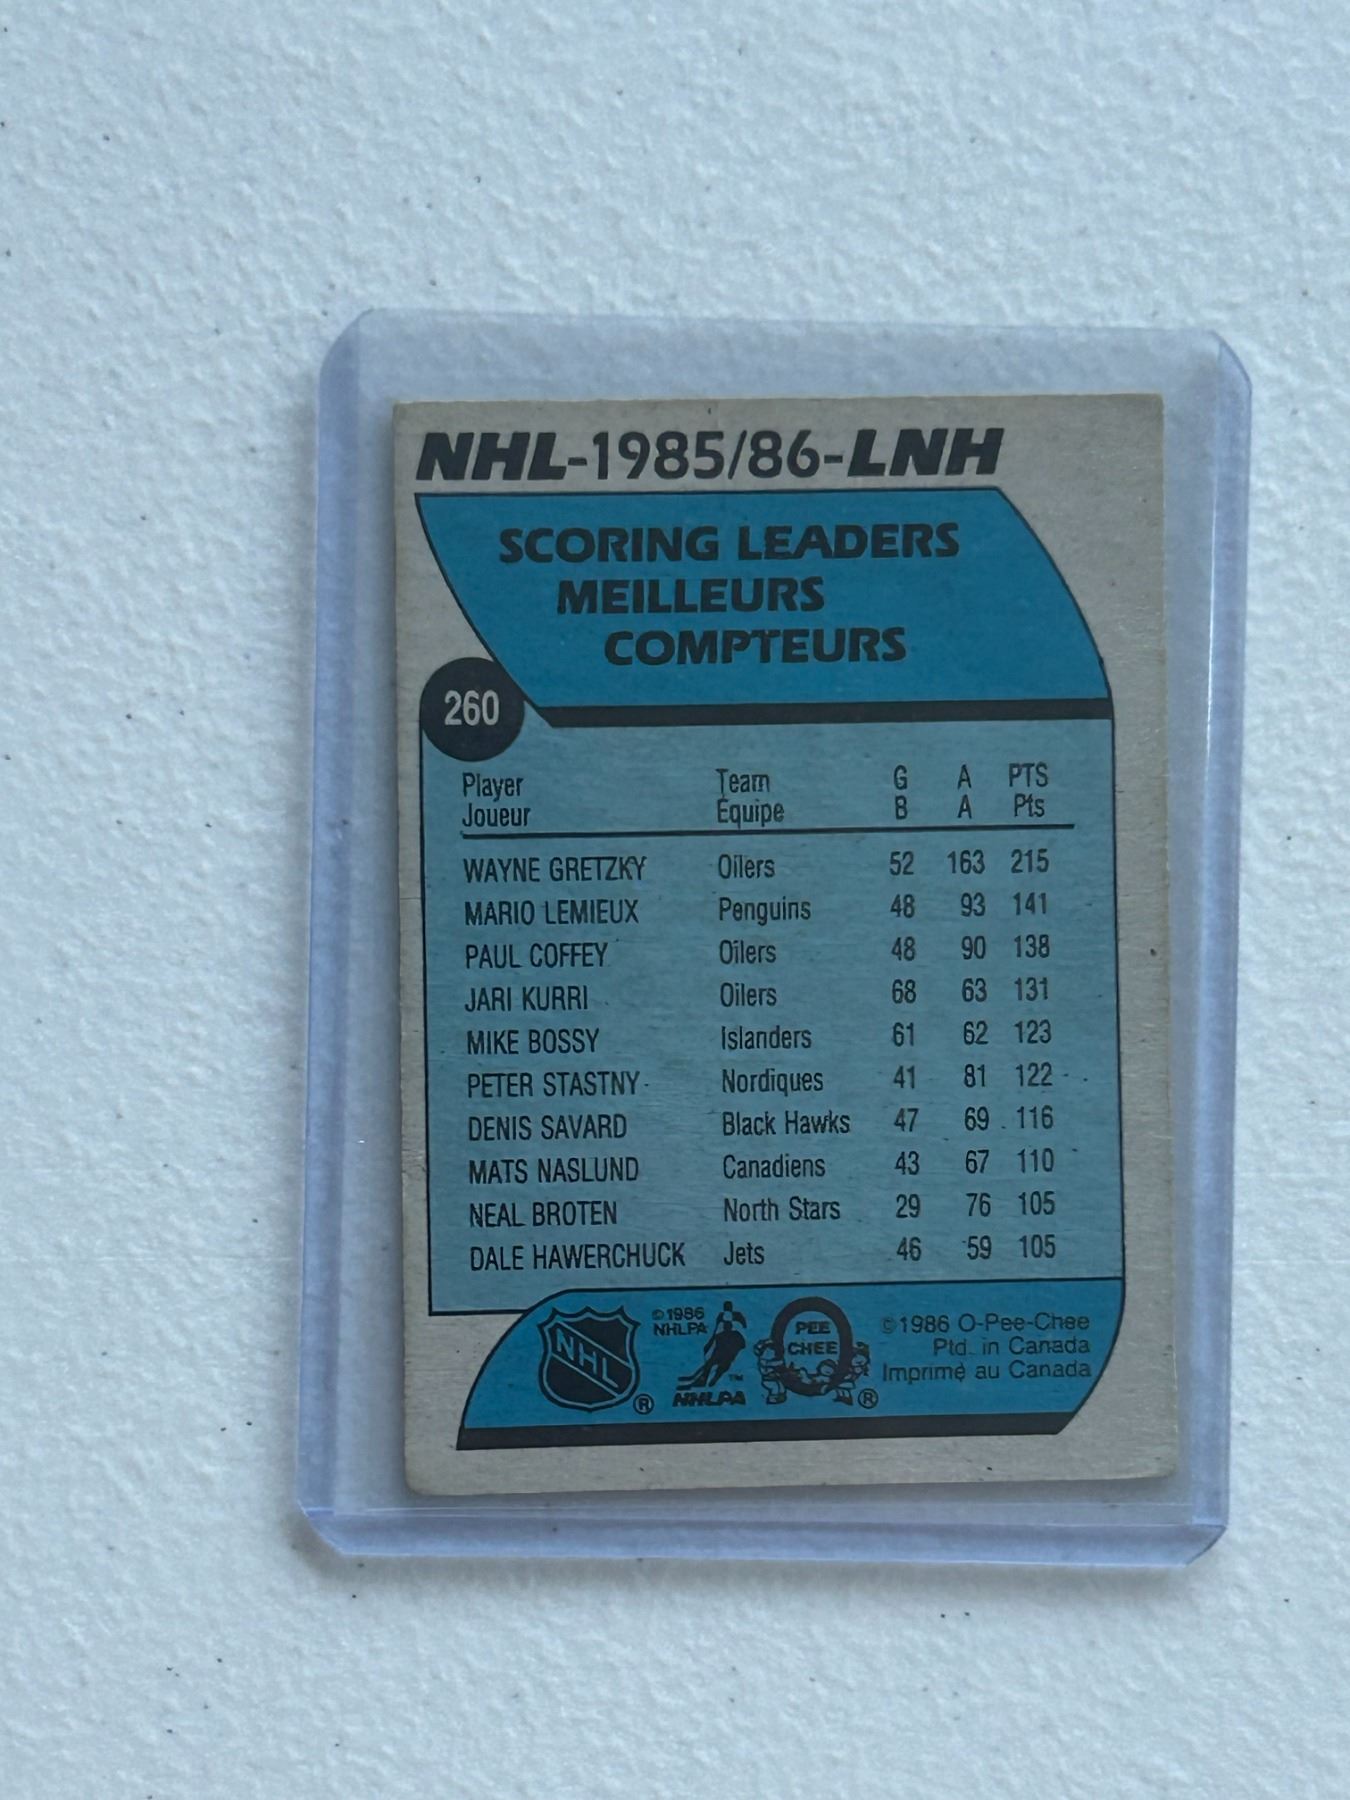 NHL-1985/86-LNH
SCORING LEADERS
MEILLEURS
COMPTEURS
260
Player Team G A PTS
Joueur Équipe B A Pts
WAYNE GRETZKY Oilers 52 163 215
MARIO LEMIEUX Penguins 48 93 141
PAUL COFFEY Oilers 48 90 138
JARI KURRI Oilers 68 63 131
MIKE BOSSY Islanders 61 62 123
PETER STASTNY Nordiques 41 81 122
DENIS SAVARD Black Hawks 47 69 116
MATS NASLUND Canadiens 43 67 110
NEAL BROTEN North Stars 29 76 105
DALE HAWERCHUCK Jets 46 59 105
NHL ®
©1986
NHLPA
™
NHLPA
O PEE
CHEE ®
©1986 O-Pee-Chee
Ptd. in Canada
Imprimé au Canada